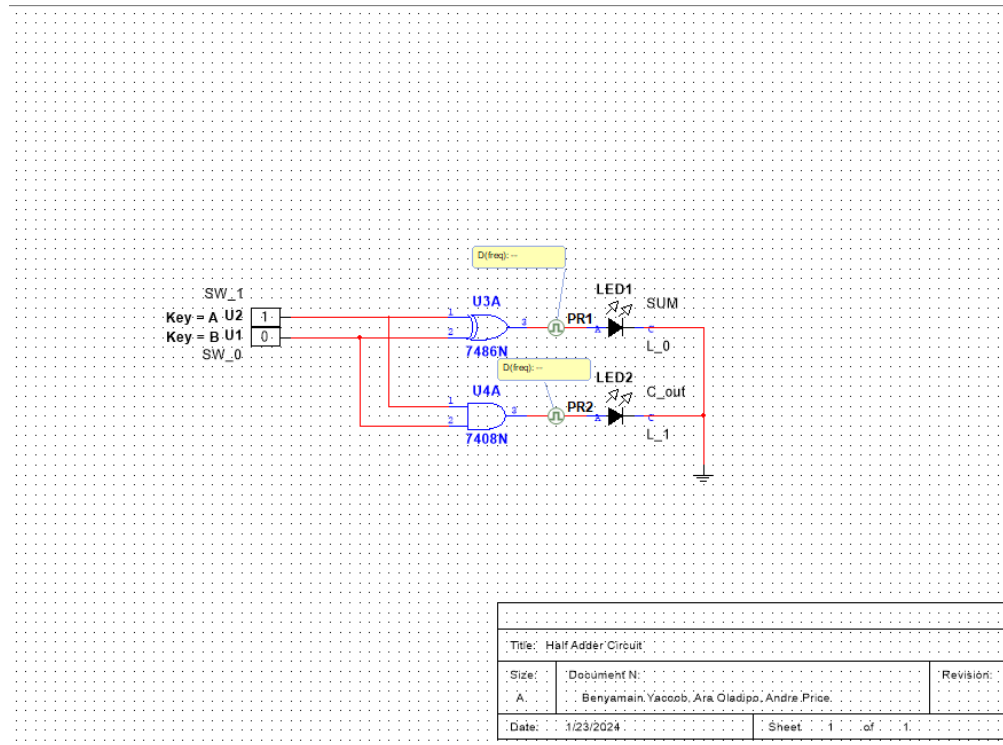 D(freq): --
LED1
SW_1
U3A
SUM
Key = A U2 1
1
3
PR1
A
C
Key = B U1 0
2
SW_0
7486N
L_0
D(freq): --
LED2
U4A
C_out
1
3
PR2
2
A
C
7408N
L_1
Title: Half Adder Circuit
Size: Document N: Revision:
A Benyamain Yaccob, Ara Oladipo, Andre Price
Date: 1/23/2024 Sheet 1 of 1